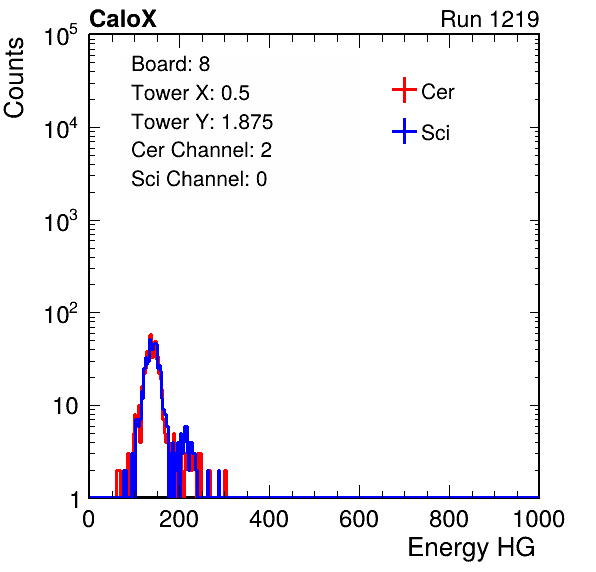 CaloX Run 1219
Counts
Board: 8
Tower X: 0.5
Tower Y: 1.875
Cer Channel: 2
Sci Channel: 0
Cer
Sci
10^5
10^4
10^3
10^2
10
1
0 200 400 600 800 1000
Energy HG